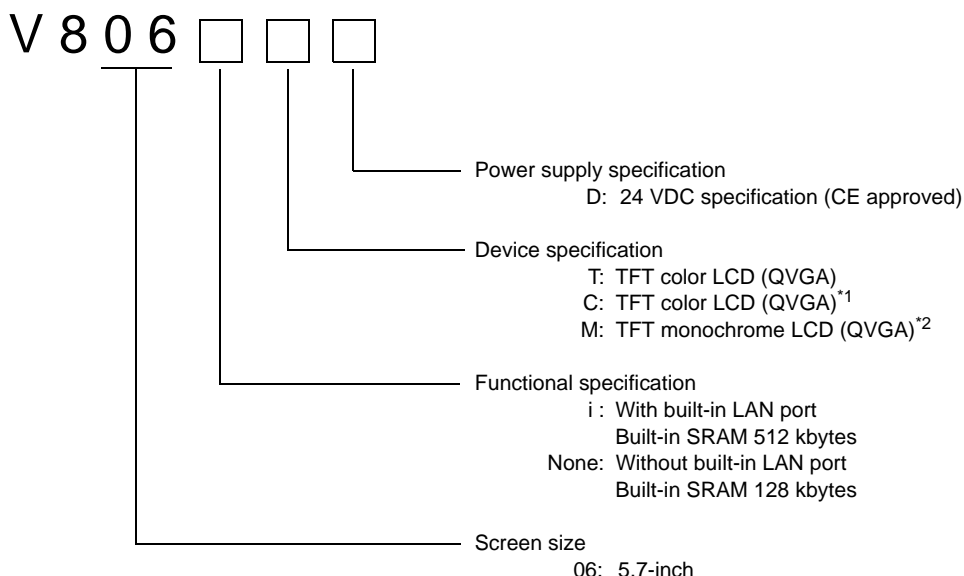 V 8 0 6 □ □ □
Power supply specification
D: 24 VDC specification (CE approved)
Device specification
T: TFT color LCD (QVGA)
C: TFT color LCD (QVGA)*1
M: TFT monochrome LCD (QVGA)*2
Functional specification
i : With built-in LAN port
Built-in SRAM 512 kbytes
None: Without built-in LAN port
Built-in SRAM 128 kbytes
Screen size
06: 5.7-inch